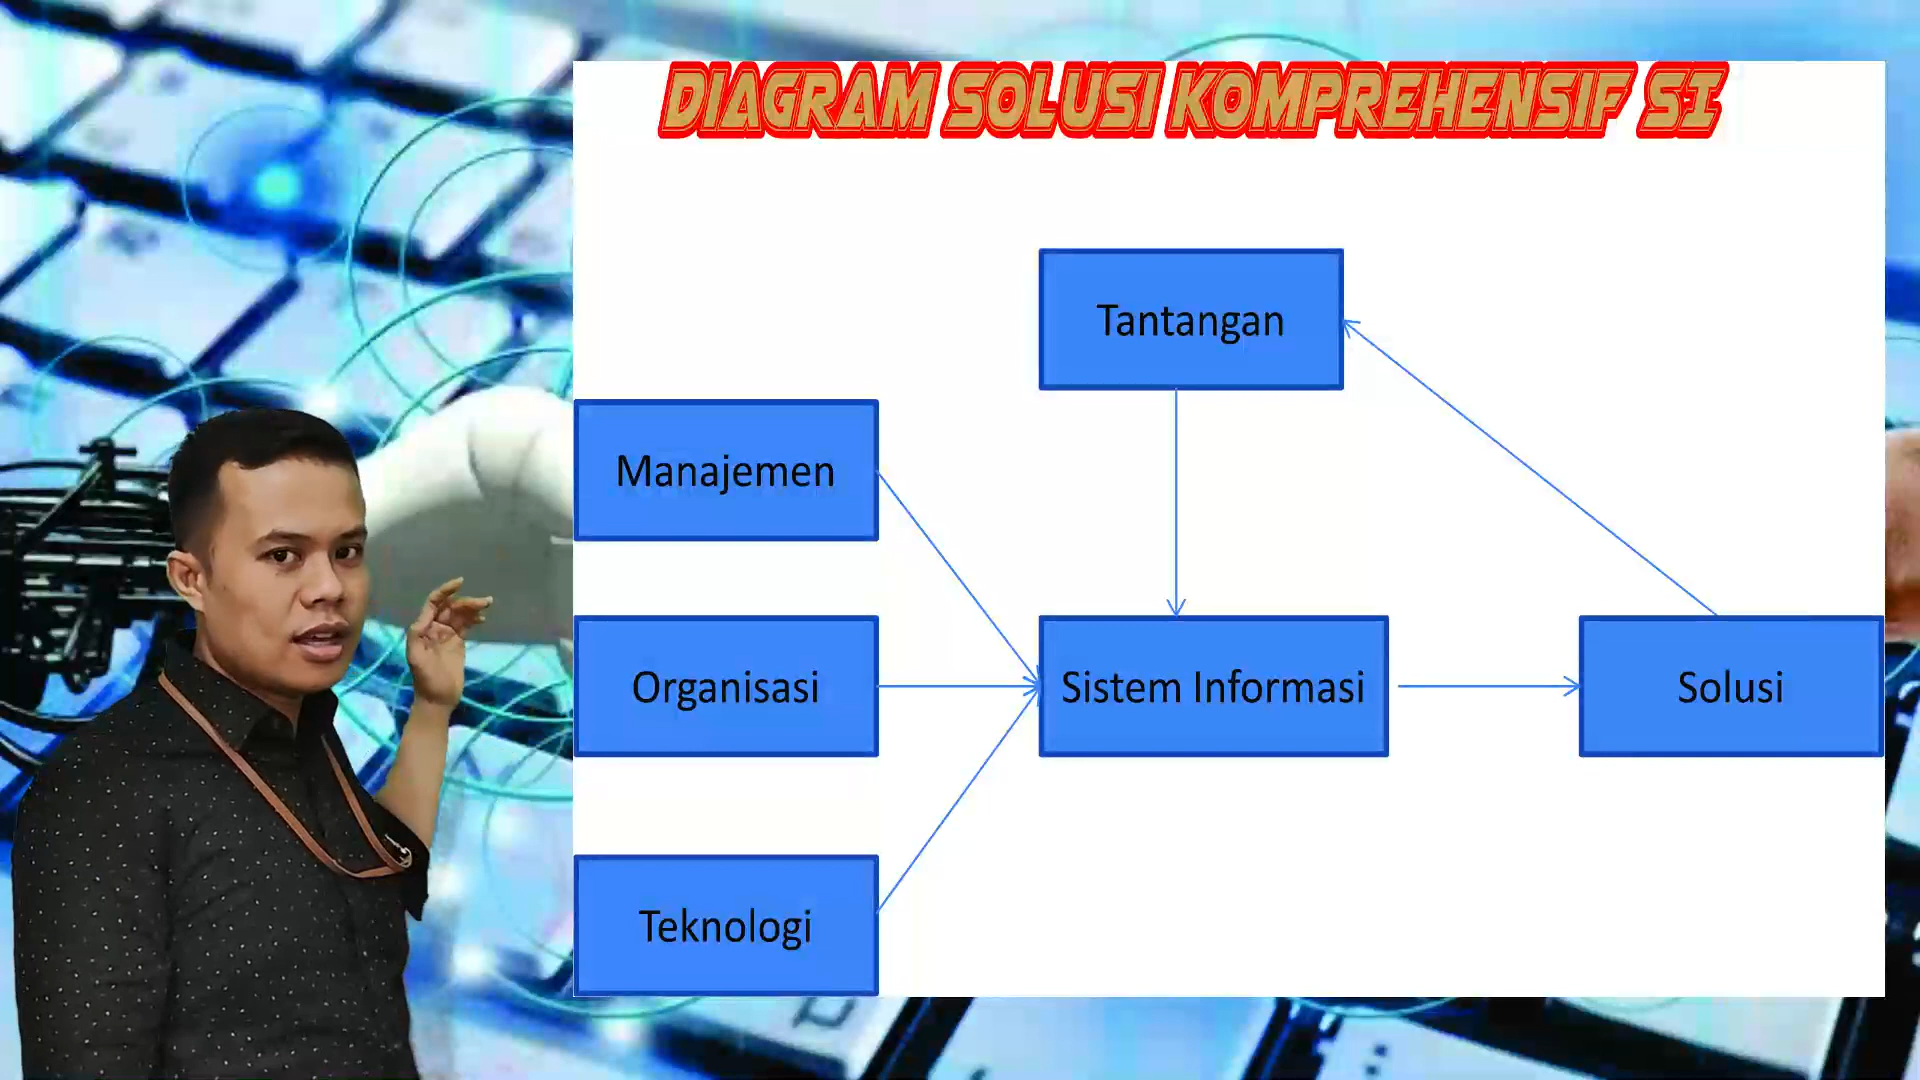 DIAGRAM SOLUSI KOMPREHENSIF SI
Tantangan
Manajemen
Organisasi
Sistem Informasi
Solusi
Teknologi